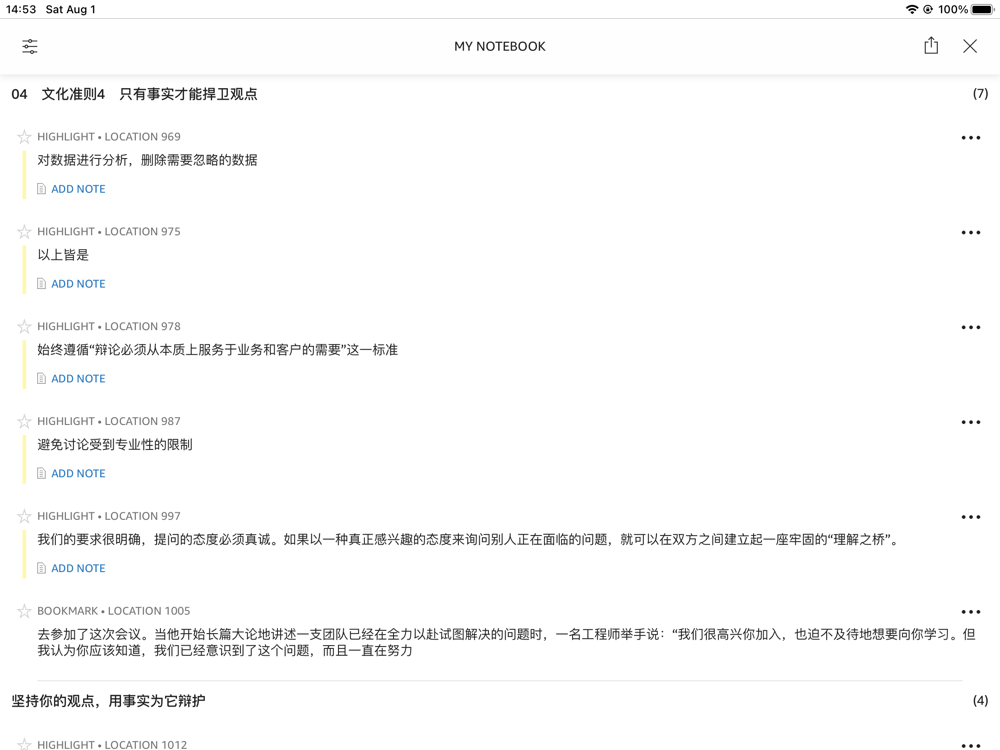 14:53 Sat Aug 1 100%
MY NOTEBOOK
04 文化准则4 只有事实才能捍卫观点 (7)
HIGHLIGHT • LOCATION 969
对数据进行分析，删除需要忽略的数据
ADD NOTE
HIGHLIGHT • LOCATION 975
以上皆是
ADD NOTE
HIGHLIGHT • LOCATION 978
始终遵循“辩论必须从本质上服务于业务和客户的需要”这一标准
ADD NOTE
HIGHLIGHT • LOCATION 987
避免讨论受到专业性的限制
ADD NOTE
HIGHLIGHT • LOCATION 997
我们的要求很明确，提问的态度必须真诚。如果以一种真正感兴趣的态度来询问别人正在面临的问题，就可以在双方之间建立起一座牢固的“理解之桥”。
ADD NOTE
BOOKMARK • LOCATION 1005
去参加了这次会议。当他开始长篇大论地讲述一支团队已经在全力以赴试图解决的问题时，一名工程师举手说：“我们很高兴你加入，也迫不及待地想要向你学习。但
我认为你应该知道，我们已经意识到了这个问题，而且一直在努力
坚持你的观点，用事实为它辩护 (4)
HIGHLIGHT • LOCATION 1012